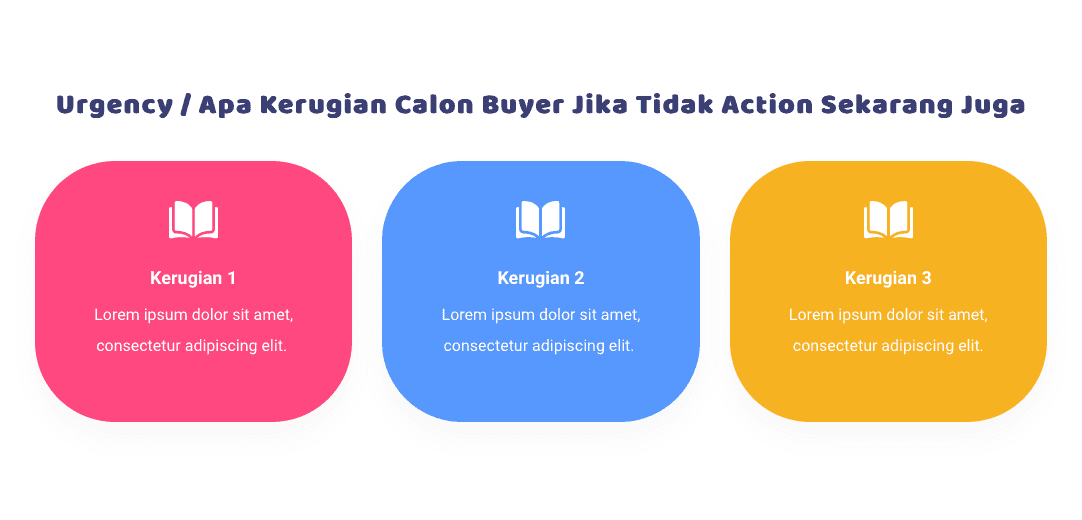 Urgency / Apa Kerugian Calon Buyer Jika Tidak Action Sekarang Juga
Kerugian 1
Lorem ipsum dolor sit amet,
consectetur adipiscing elit.
Kerugian 2
Lorem ipsum dolor sit amet,
consectetur adipiscing elit.
Kerugian 3
Lorem ipsum dolor sit amet,
consectetur adipiscing elit.